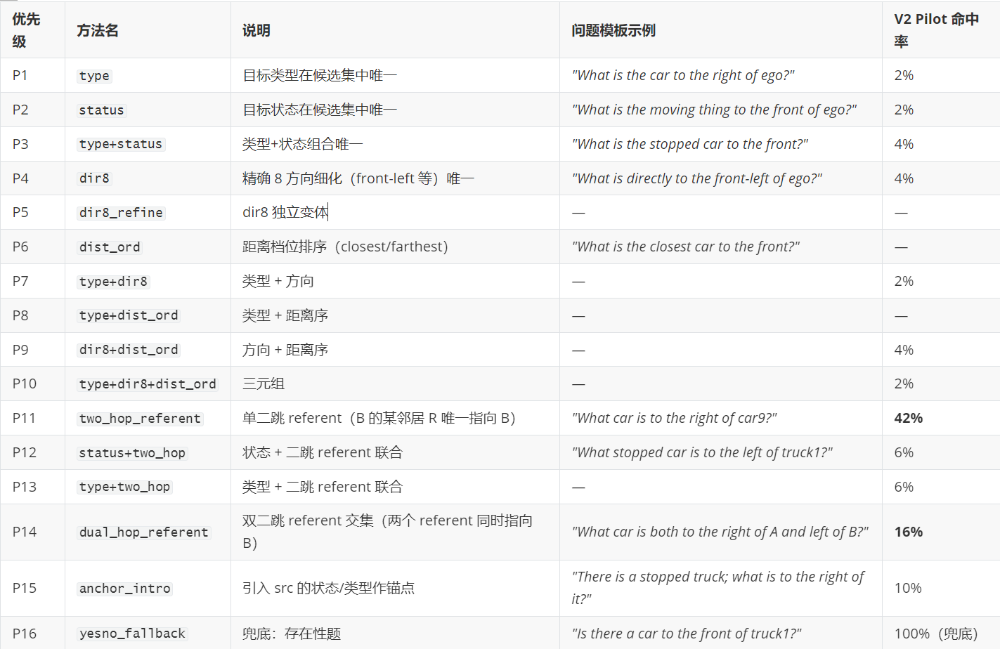 优先级 方法名 说明 问题模板示例 V2 Pilot 命中率
P1 type 目标类型在候选集中唯一 "What is the car to the right of ego?" 2%
P2 status 目标状态在候选集中唯一 "What is the moving thing to the front of ego?" 2%
P3 type+status 类型+状态组合唯一 "What is the stopped car to the front?" 4%
P4 dir8 精确 8 方向细化（front-left 等）唯一 "What is directly to the front-left of ego?" 4%
P5 dir8_refine dir8 独立变体 — —
P6 dist_ord 距离档位排序（closest/farthest） "What is the closest car to the front?" —
P7 type+dir8 类型 + 方向 — 2%
P8 type+dist_ord 类型 + 距离序 — —
P9 dir8+dist_ord 方向 + 距离序 — 4%
P10 type+dir8+dist_ord 三元组 — 2%
P11 two_hop_referent 单二跳 referent（B 的某邻居 R 唯一指向 B） "What car is to the right of car9?" 42%
P12 status+two_hop 状态 + 二跳 referent 联合 "What stopped car is to the left of truck1?" 6%
P13 type+two_hop 类型 + 二跳 referent 联合 — 6%
P14 dual_hop_referent 双二跳 referent 交集（两个 referent 同时指向 B） "What car is both to the right of A and left of B?" 16%
P15 anchor_intro 引入 src 的状态/类型作锚点 "There is a stopped truck; what is to the right of it?" 10%
P16 yesno_fallback 兜底：存在性题 "Is there a car to the front of truck1?" 100%（兜底）